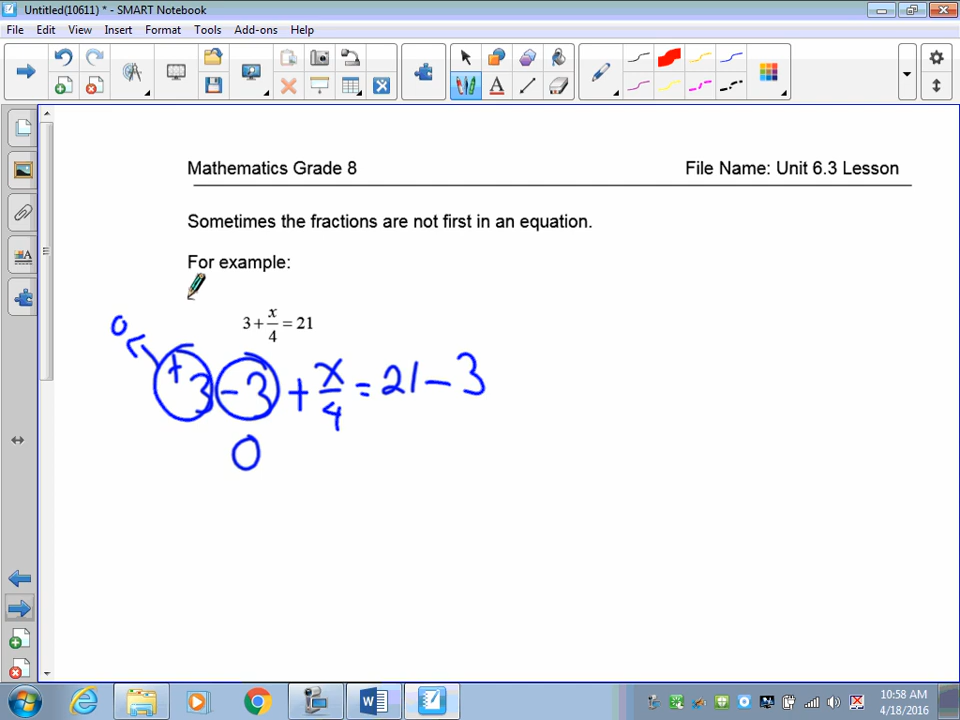 Untitled(10611) * - SMART Notebook
File Edit View Insert Format Tools Add-ons Help
Mathematics Grade 8 File Name: Unit 6.3 Lesson
Sometimes the fractions are not first in an equation.
For example:
3 + x/4 = 21
0
+3 - 3 + x/4 = 21 - 3
0
10:58 AM
4/18/2016